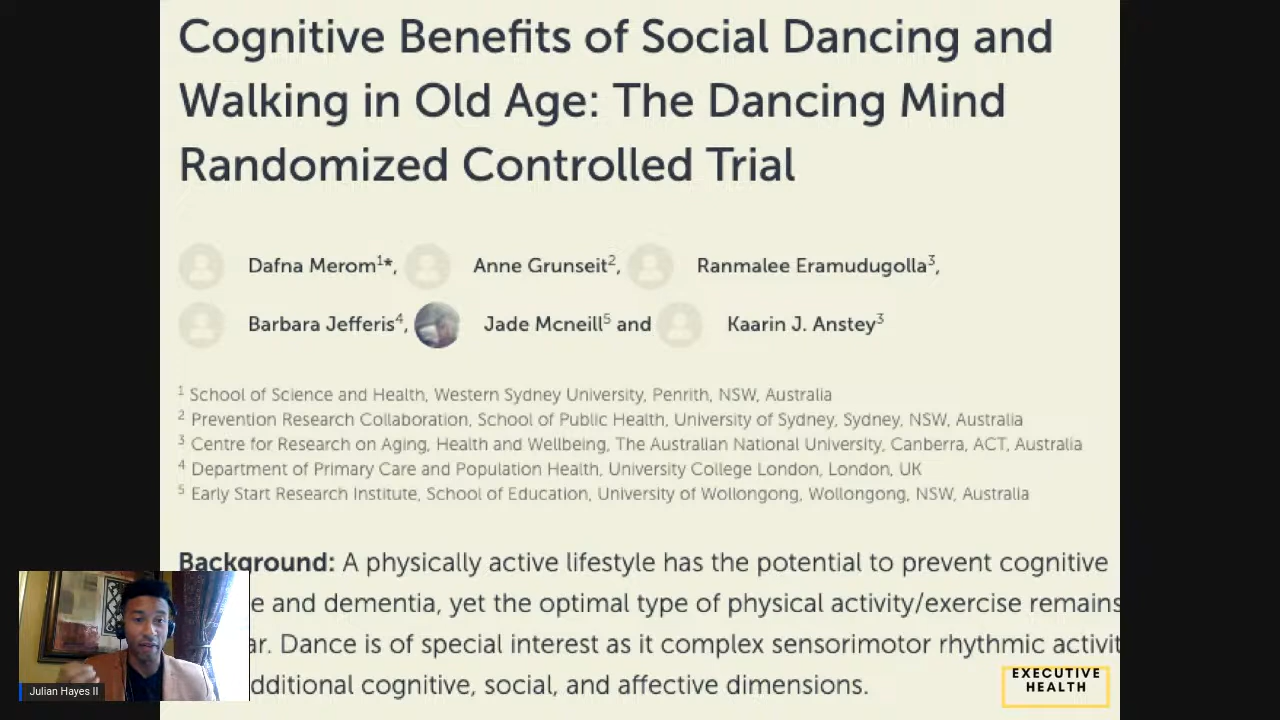 Cognitive Benefits of Social Dancing and
Walking in Old Age: The Dancing Mind
Randomized Controlled Trial
Dafna Merom1*, Anne Grunseit2, Ranmalee Eramudugolla3,
Barbara Jefferis4, Jade Mcneill5 and Kaarin J. Anstey3
1 School of Science and Health, Western Sydney University, Penrith, NSW, Australia
2 Prevention Research Collaboration, School of Public Health, University of Sydney, Sydney, NSW, Australia
3 Centre for Research on Aging, Health and Wellbeing, The Australian National University, Canberra, ACT, Australia
4 Department of Primary Care and Population Health, University College London, London, UK
5 Early Start Research Institute, School of Education, University of Wollongong, Wollongong, NSW, Australia
Background: A physically active lifestyle has the potential to prevent cognitive
e and dementia, yet the optimal type of physical activity/exercise remains
ar. Dance is of special interest as it complex sensorimotor rhythmic activit
dditional cognitive, social, and affective dimensions.
Julian Hayes II
EXECUTIVE
HEALTH